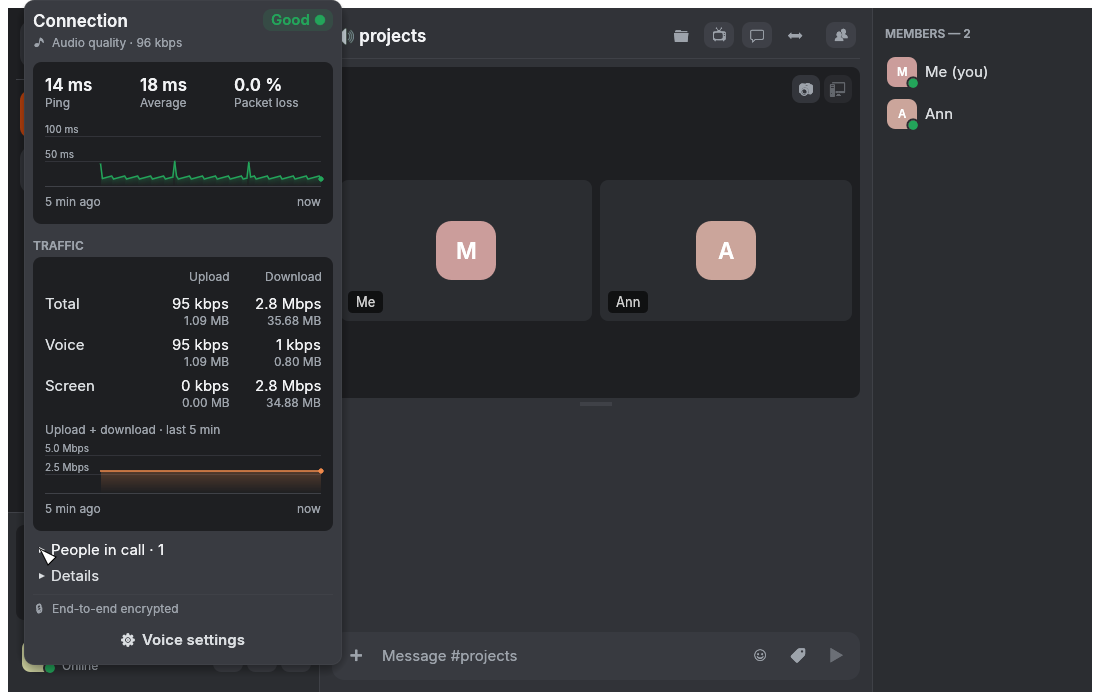 Connection
Good
Audio quality · 96 kbps
14 ms
18 ms
0.0 %
Ping
Average
Packet loss
100 ms
50 ms
5 min ago
now
TRAFFIC
Upload
Download
Total
95 kbps
2.8 Mbps
1.09 MB
35.68 MB
Voice
95 kbps
1 kbps
1.09 MB
0.80 MB
Screen
0 kbps
2.8 Mbps
0.00 MB
34.88 MB
Upload + download · last 5 min
5.0 Mbps
2.5 Mbps
5 min ago
now
People in call · 1
Details
End-to-end encrypted
Voice settings
Online
projects
M
Me
A
Ann
Message #projects
MEMBERS — 2
M
Me (you)
A
Ann